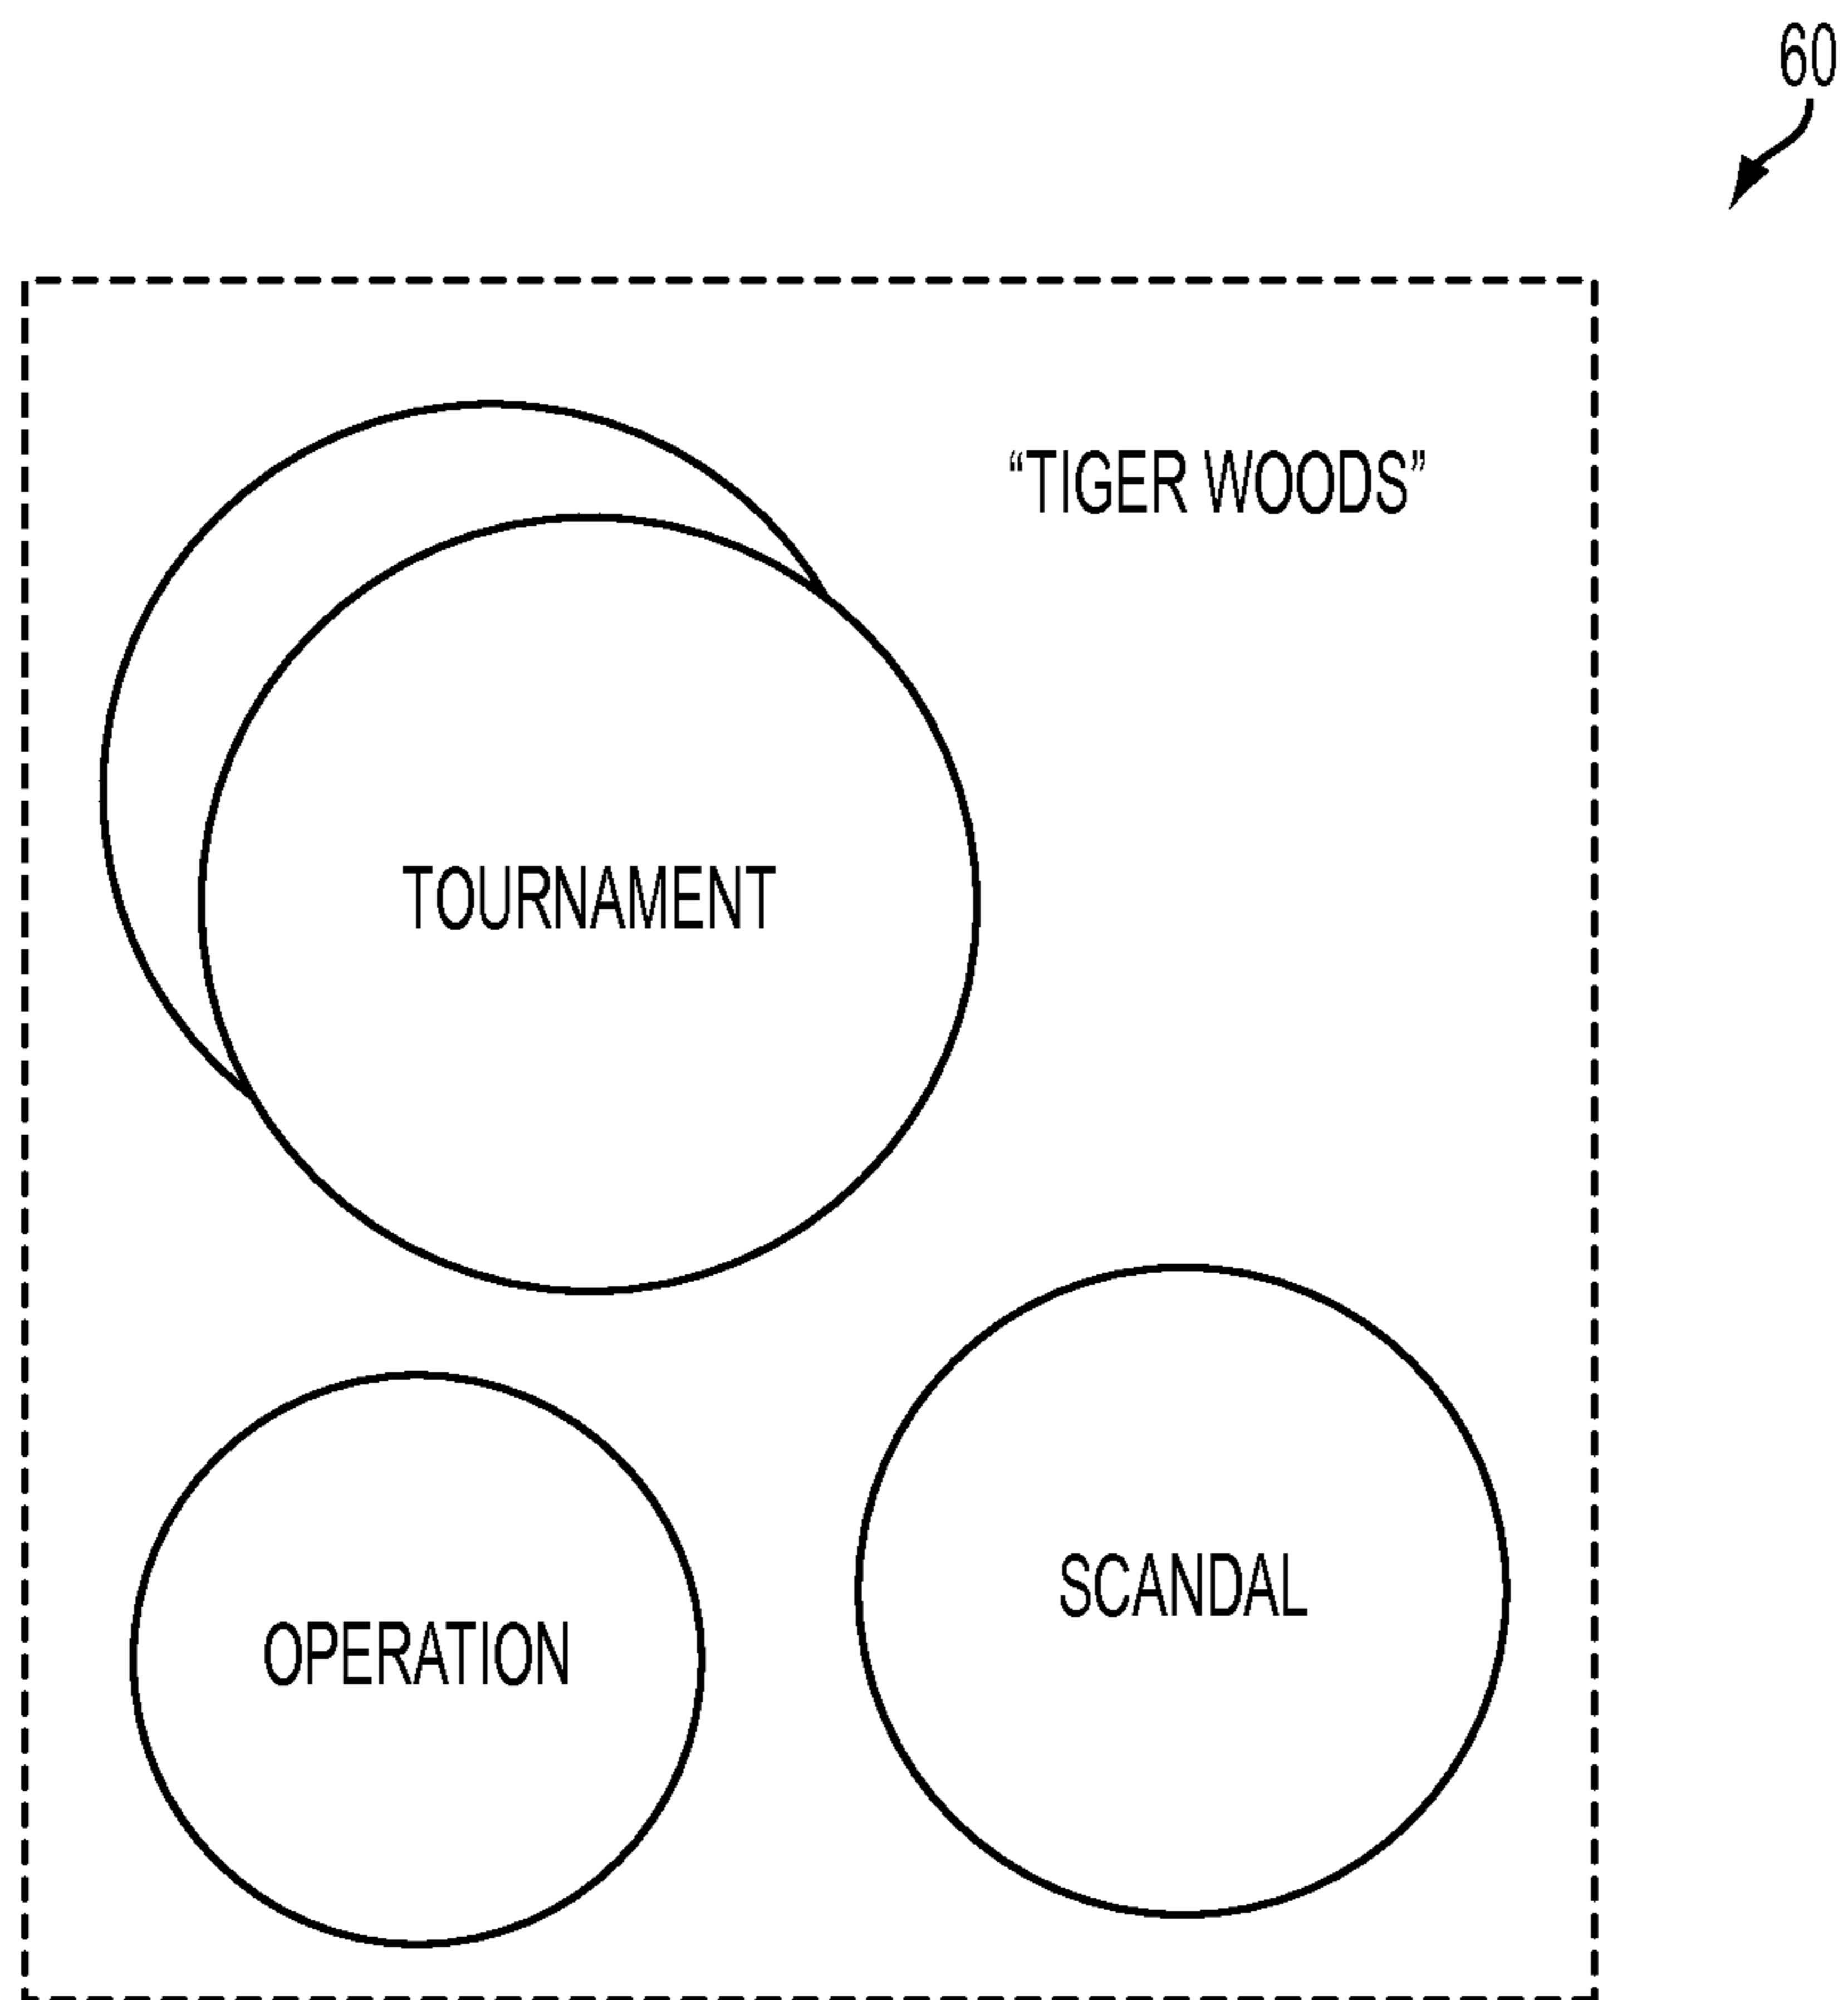 60
“TIGER WOODS”
TOURNAMENT
SCANDAL
OPERATION